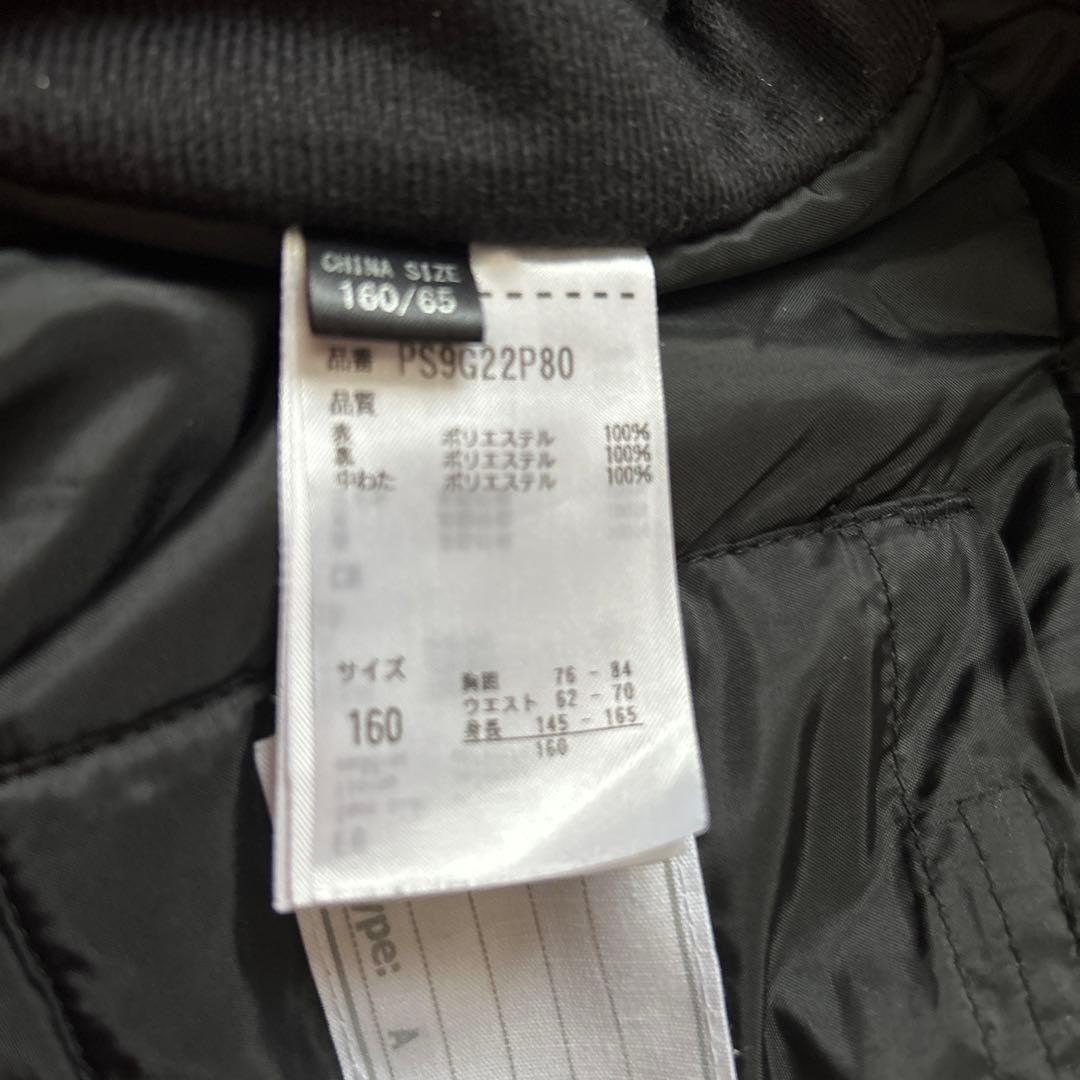 CHINA SIZE
160/65
品番 PS9G22P80
品質
表 ポリエステル 100%
裏 ポリエステル 100%
中わた ポリエステル 100%
サイズ
160
胸囲 76 - 84
ウエスト 62 - 70
身長 145 - 165
160
ype: A